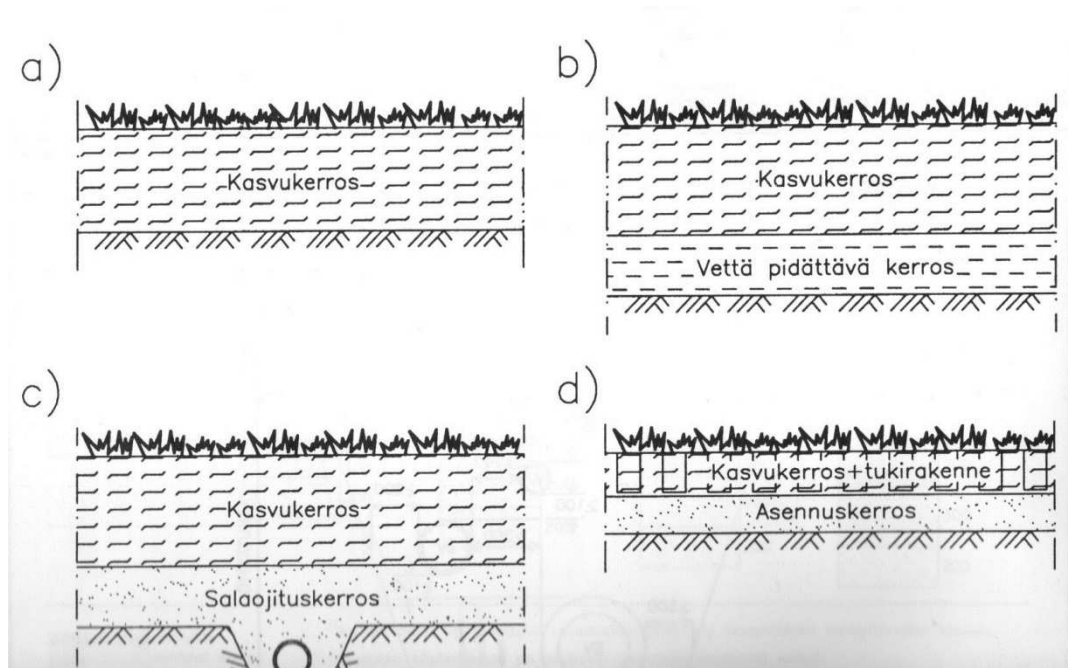 a)
Kasvukerros
b)
Kasvukerros
Vettä pidättävä kerros
c)
Kasvukerros
Salaojituskerros
d)
Kasvukerros+tukirakenne
Asennuskerros